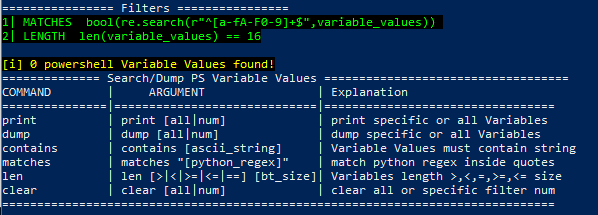 ================ Filters ================
1| MATCHES  bool(re.search(r"^[a-fA-F0-9]+$",variable_values))
2| LENGTH  len(variable_values) == 16

[i] 0 powershell Variable Values found!
============== Search/Dump PS Variable Values ===============================
COMMAND | ARGUMENT | Explanation
===============|=============================|=================================
print | print [all|num] | print specific or all Variables
dump | dump [all|num] | dump specific or all Variables
contains | contains [ascii_string] | Variable Values must contain string
matches | matches "[python_regex]" | match python regex inside quotes
len | len [>|<|>=|<=|==] [bt_size]| Variables length >,<,=,>=,<= size
clear | clear [all|num] | clear all or specific filter num
===============================================================================